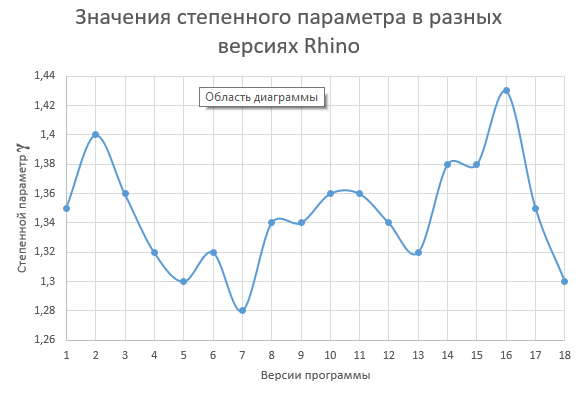 Значения степенного параметра в разных
версиях Rhino
1,44
1,42
1,4
1,38
1,36
1,34
1,32
1,3
1,28
1,26
Степенной параметр γ
Область диаграммы
1 2 3 4 5 6 7 8 9 10 11 12 13 14 15 16 17 18
Версии программы